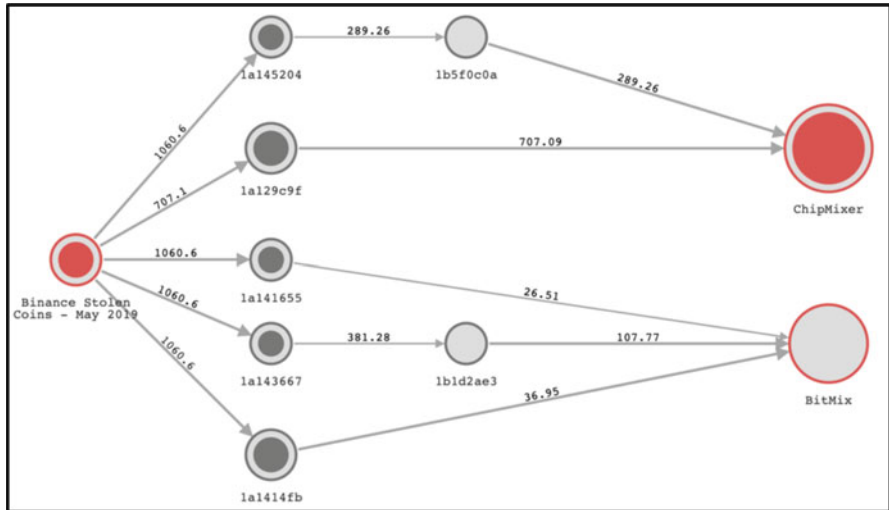 289.26
1a145204
1b5f0c0a
289.26
1060.6
707.09
1a129c9f
ChipMixer
707.1
1060.6
1a141655
26.51
Binance Stolen
Coins - May 2019
1060.6
381.28
107.77
1a143667
1b1d2ae3
BitMix
1060.6
36.95
1a1414fb